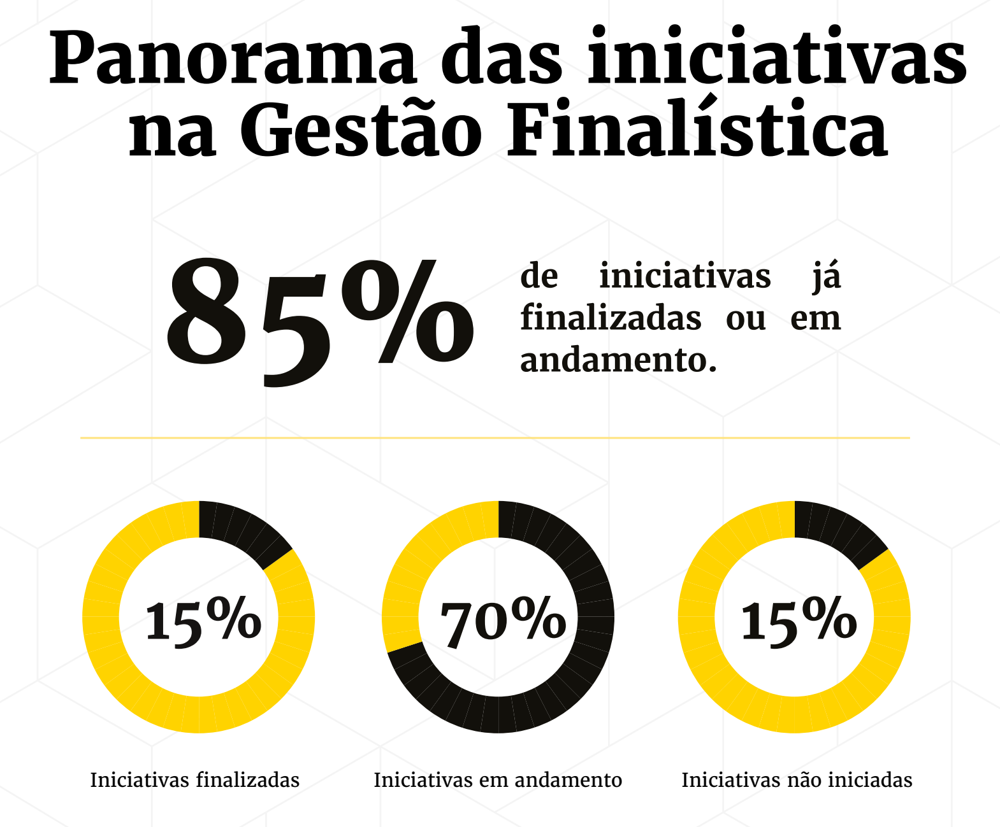 Panorama das iniciativas
na Gestão Finalística
85%
de iniciativas já
finalizadas ou em
andamento.
15%
70%
15%
Iniciativas finalizadas
Iniciativas em andamento
Iniciativas não iniciadas